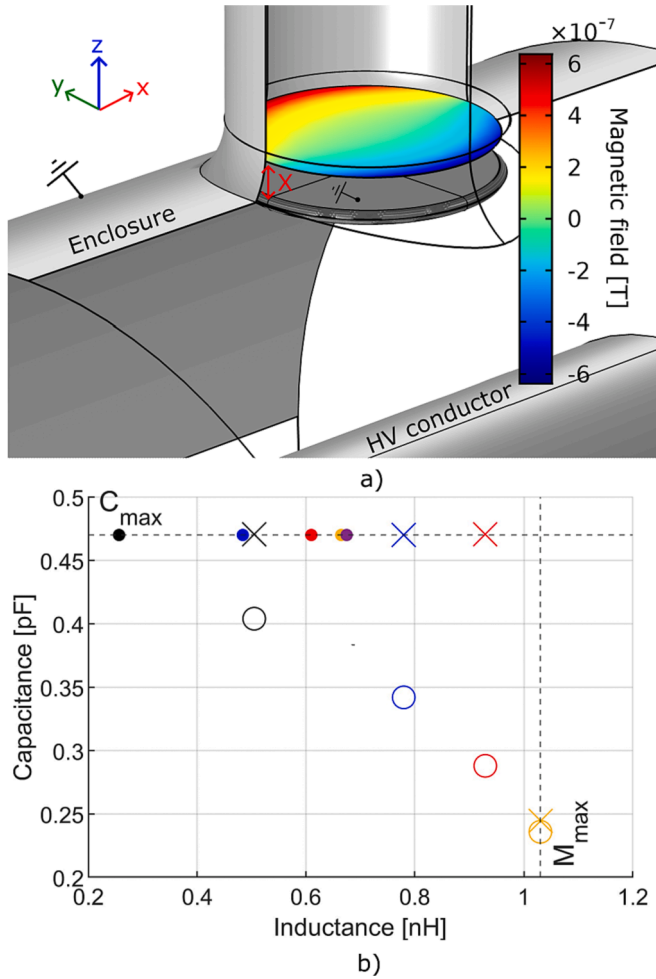 ×10⁻⁷
z
y
x
6
4
2
0
-2
-4
-6
Magnetic field [T]
X
Enclosure
HV conductor
a)
0.5
0.45
0.4
0.35
0.3
0.25
0.2
Capacitance [pF]
C_max
M_max
0.2
0.4
0.6
0.8
1
1.2
Inductance [nH]
b)